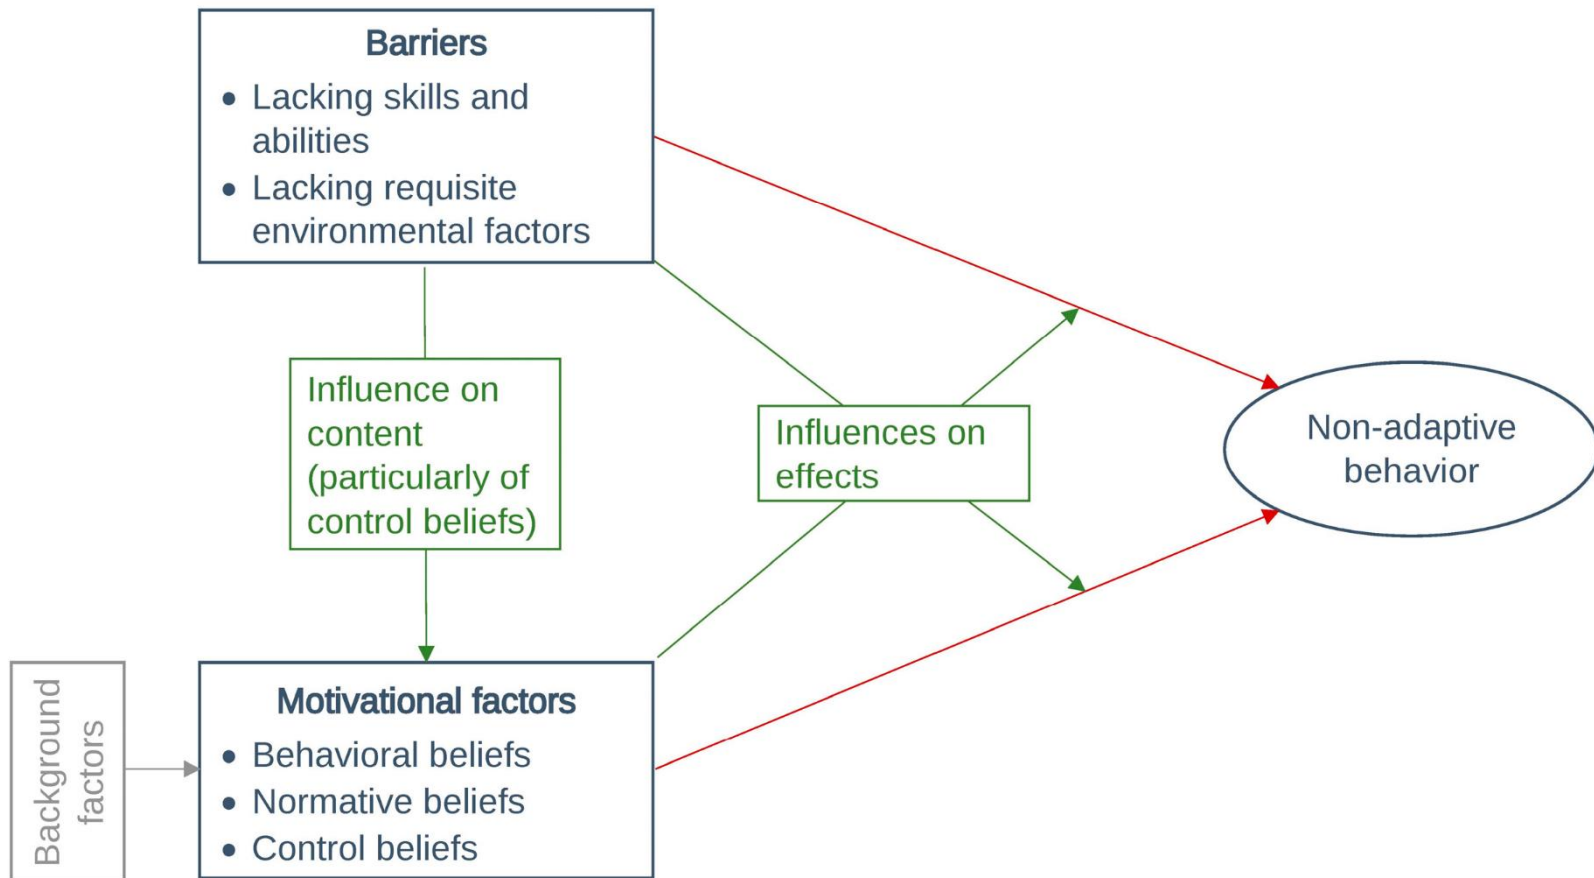 Barriers
• Lacking skills and
abilities
• Lacking requisite
environmental factors
Influence on
content
(particularly of
control beliefs)
Influences on
effects
Non-adaptive
behavior
Background
factors
Motivational factors
• Behavioral beliefs
• Normative beliefs
• Control beliefs